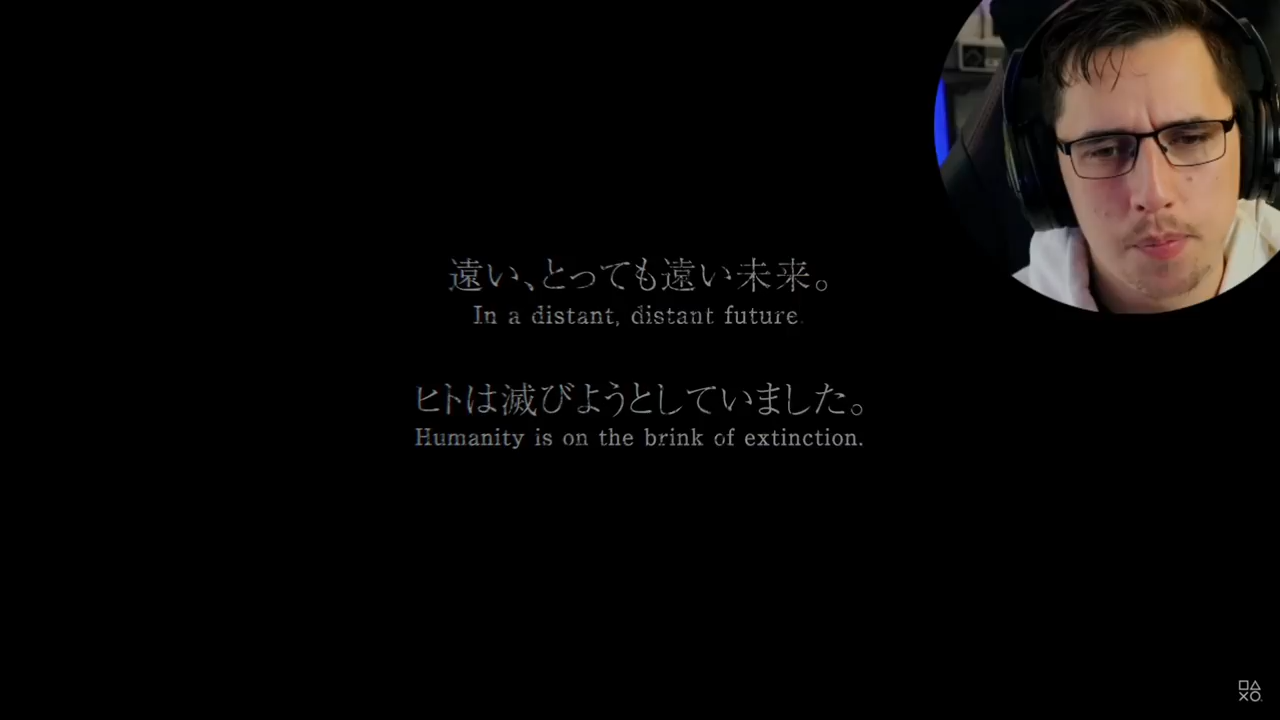 遠い、とっても遠い未来。
In a distant, distant future.
ヒトは滅びようとしていました。
Humanity is on the brink of extinction.